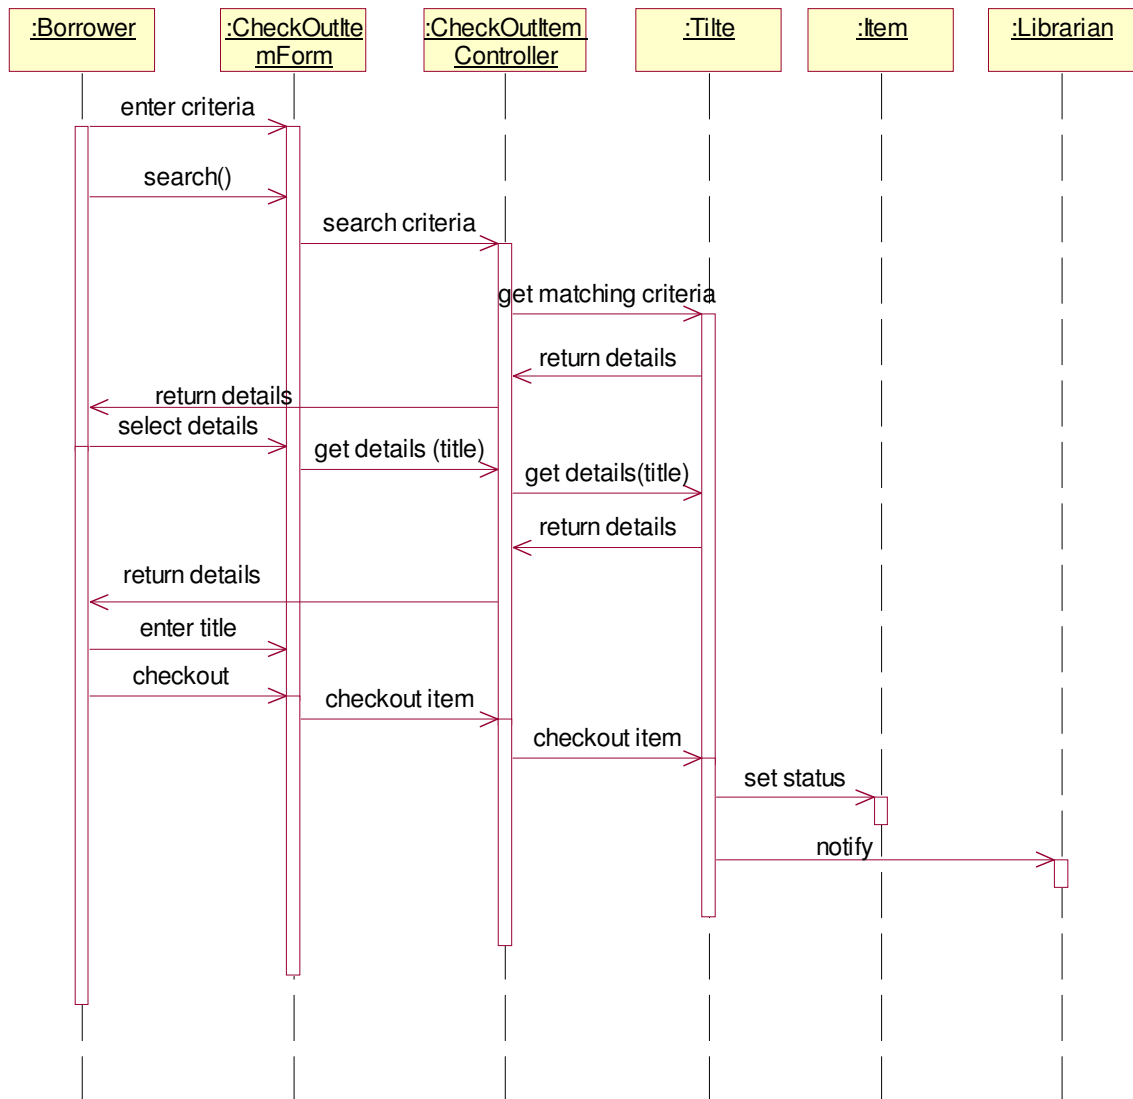 :Borrower
:CheckOutIte
mForm
:CheckOutItem
Controller
:Tilte
:Item
:Librarian
enter criteria
search()
search criteria
get matching criteria
return details
return details
select details
get details (title)
get details(title)
return details
return details
enter title
checkout
checkout item
checkout item
set status
notify